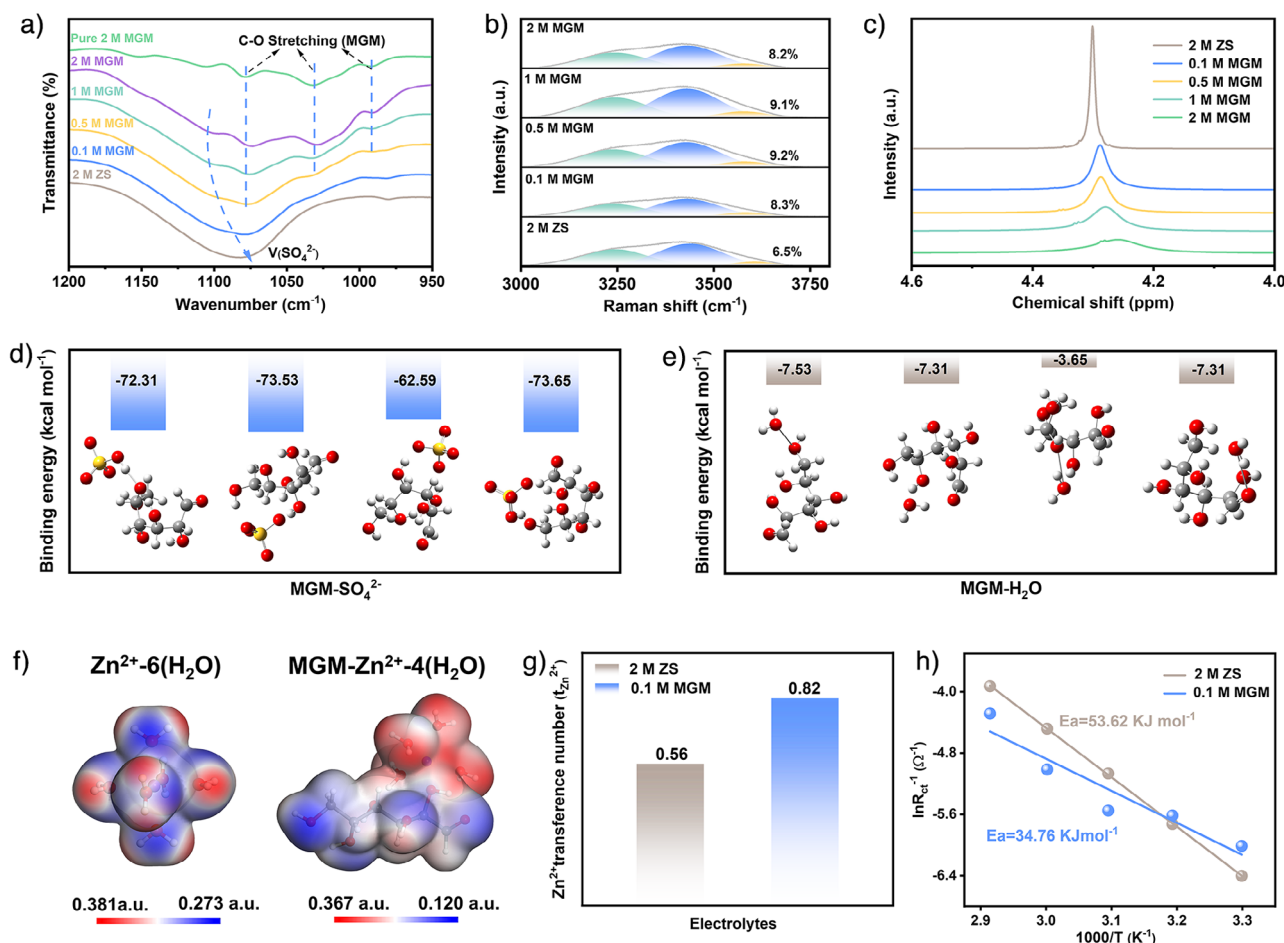 a)
Pure 2 M MGM
C-O Stretching (MGM)
2 M MGM
1 M MGM
0.5 M MGM
0.1 M MGM
2 M ZS
V(SO₄²⁻)
Transmittance (%)
1200 1150 1100 1050 1000 950
Wavenumber (cm⁻¹)
b)
2 M MGM
8.2%
1 M MGM
9.1%
0.5 M MGM
9.2%
0.1 M MGM
8.3%
2 M ZS
6.5%
Intensity (a.u.)
3000 3250 3500 3750
Raman shift (cm⁻¹)
c)
2 M ZS
0.1 M MGM
0.5 M MGM
1 M MGM
2 M MGM
Intensity (a.u.)
4.6 4.4 4.2 4.0
Chemical shift (ppm)
d)
-72.31 -73.53 -62.59 -73.65
Binding energy (kcal mol⁻¹)
MGM-SO₄²⁻
e)
-7.53 -7.31 -3.65 -7.31
Binding energy (kcal mol⁻¹)
MGM-H₂O
f)
Zn²⁺-6(H₂O) MGM-Zn²⁺-4(H₂O)
0.381a.u. 0.273 a.u. 0.367 a.u. 0.120 a.u.
g)
2 M ZS
0.1 M MGM
0.82
0.56
Zn²⁺transference number (t_Zn²⁺)
Electrolytes
h)
2 M ZS
0.1 M MGM
Ea=53.62 KJ mol⁻¹
Ea=34.76 KJmol⁻¹
lnR_ct⁻¹ (Ω⁻¹)
-4.0
-4.8
-5.6
-6.4
2.9 3.0 3.1 3.2 3.3
1000/T (K⁻¹)